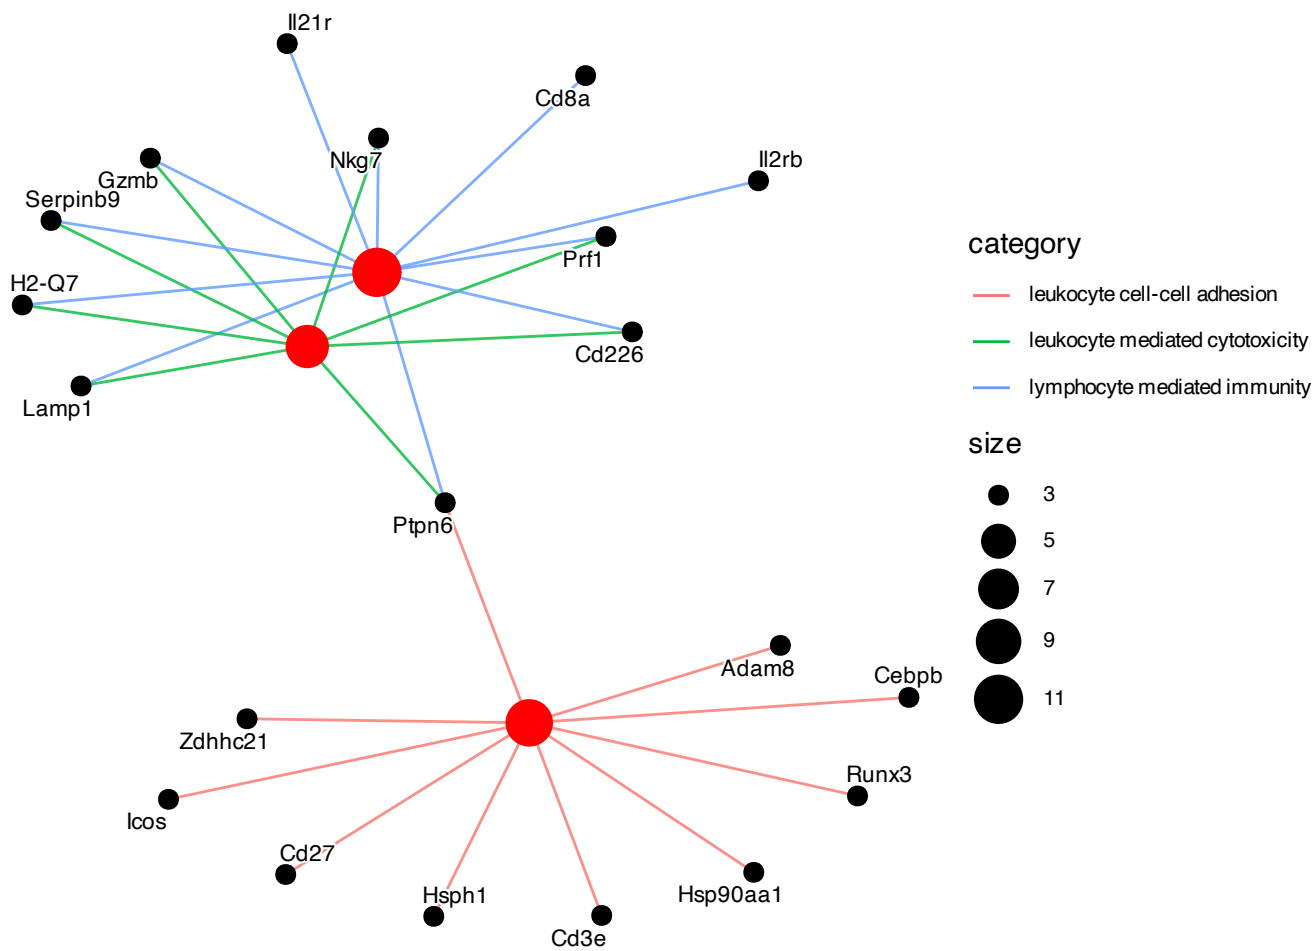 Il21r
Cd8a
Nkg7
Il2rb
Gzmb
Serpinb9
Prf1
H2-Q7
Cd226
Lamp1
Ptpn6
Adam8
Cebpb
Zdhhc21
Runx3
Icos
Cd27
Hsph1
Hsp90aa1
Cd3e
category
leukocyte cell-cell adhesion
leukocyte mediated cytotoxicity
lymphocyte mediated immunity
size
3
5
7
9
11